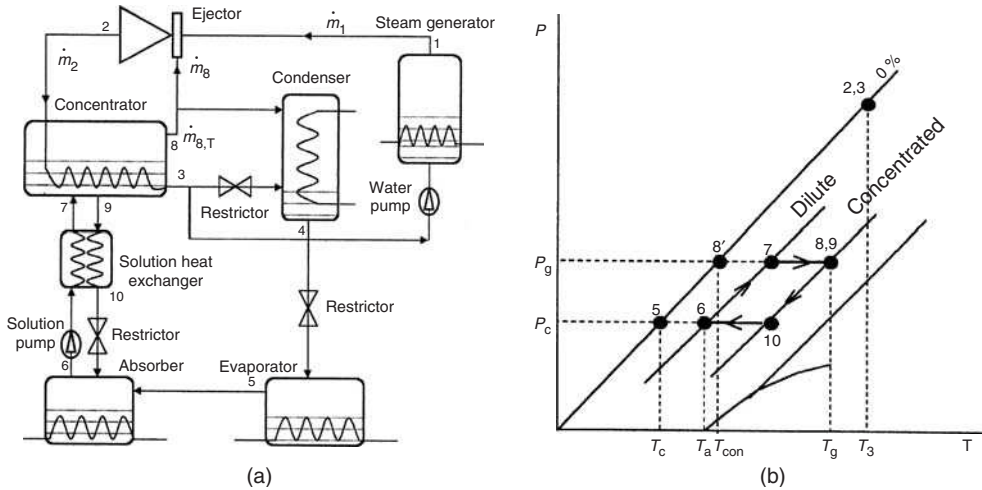 2
Ejector
Steam generator
ṁ1
1
ṁ2
ṁ8
Condenser
Concentrator
8
ṁ8,T
3
Restrictor
Water
pump
7
9
4
Solution heat
exchanger
10
Restrictor
Solution
pump
Restrictor
6
Absorber
Evaporator
5
(a)
P
0 %
2,3
Dilute
Concentrated
Pg
8′
7
8,9
Pc
5
6
10
Tc
Ta
Tcon
Tg
T3
T
(b)